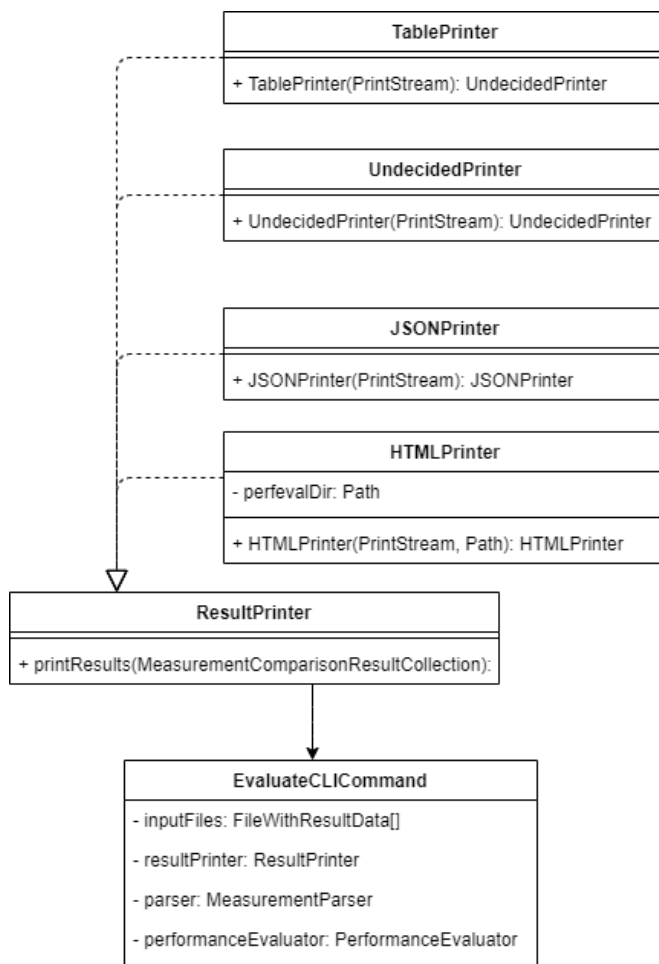 TablePrinter
+ TablePrinter(PrintStream): UndecidedPrinter
UndecidedPrinter
+ UndecidedPrinter(PrintStream): UndecidedPrinter
JSONPrinter
+ JSONPrinter(PrintStream): JSONPrinter
HTMLPrinter
- perfevalDir: Path
+ HTMLPrinter(PrintStream, Path): HTMLPrinter
ResultPrinter
+ printResults(MeasurementComparisonResultCollection):
EvaluateCLICommand
- inputFiles: FileWithResultData[]
- resultPrinter: ResultPrinter
- parser: MeasurementParser
- performanceEvaluator: PerformanceEvaluator